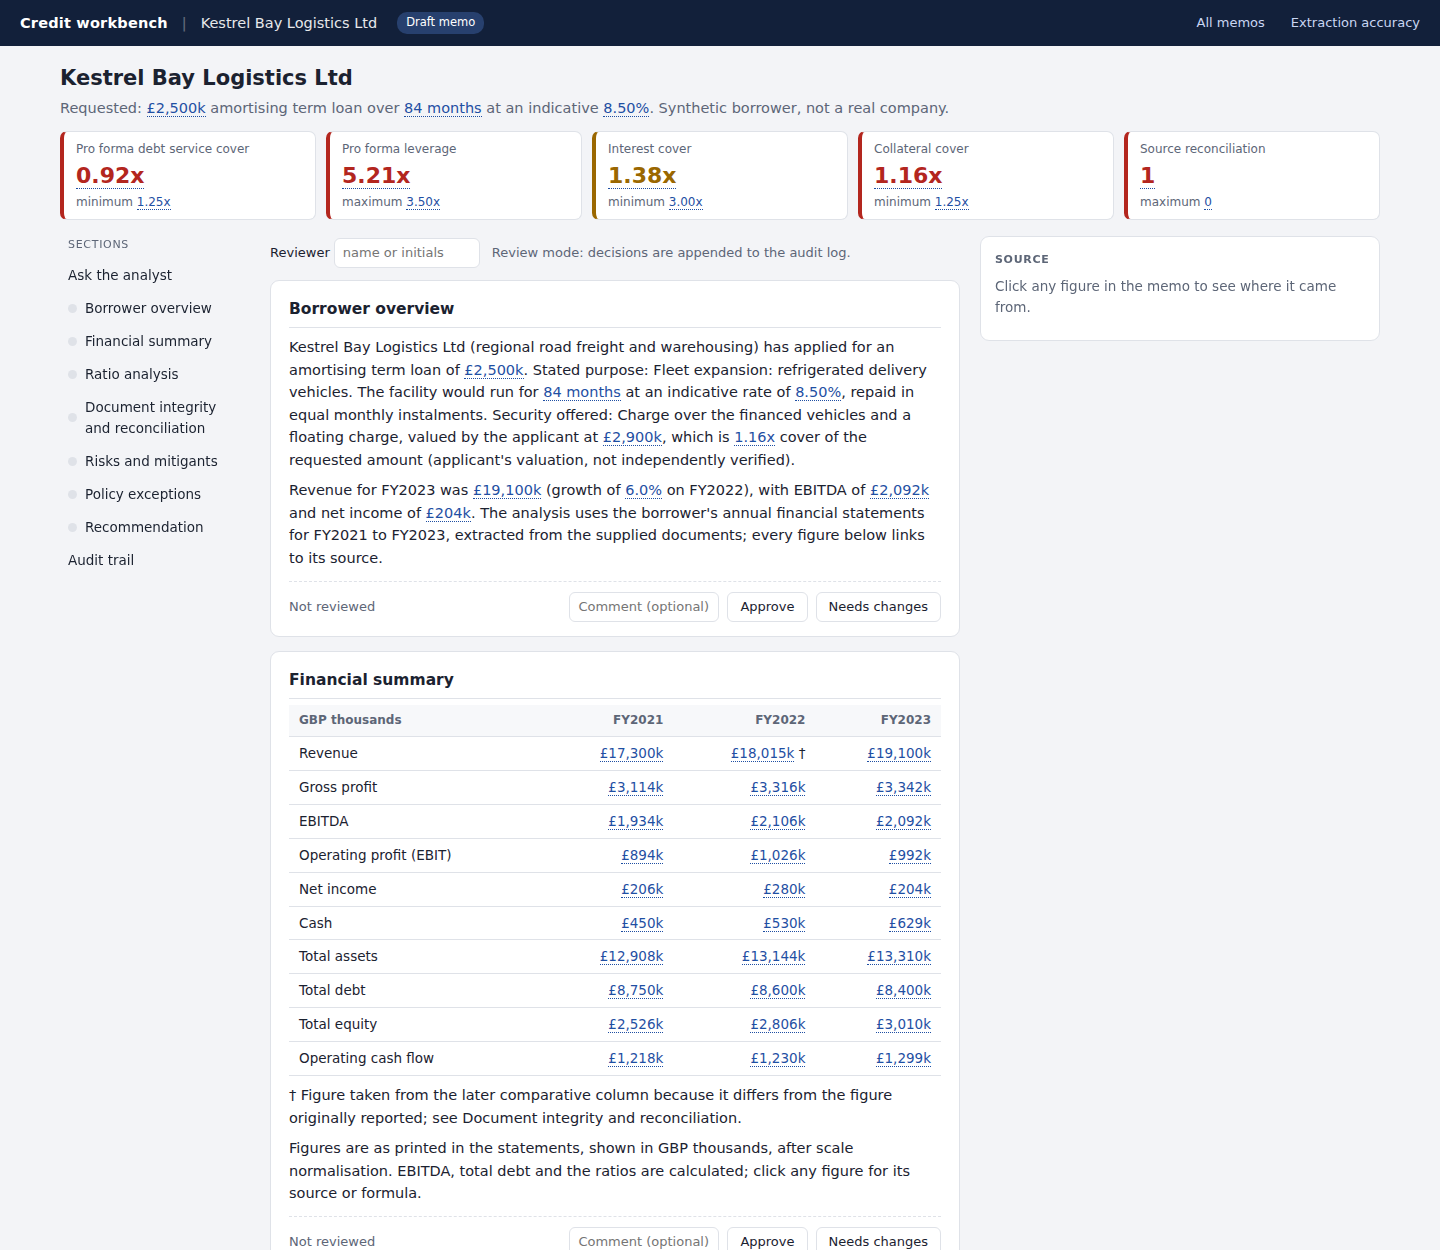 Credit workbench | Kestrel Bay Logistics Ltd Draft memo All memos Extraction accuracy
Kestrel Bay Logistics Ltd
Requested: £2,500k amortising term loan over 84 months at an indicative 8.50%. Synthetic borrower, not a real company.
Pro forma debt service cover
0.92x
minimum 1.25x
Pro forma leverage
5.21x
maximum 3.50x
Interest cover
1.38x
minimum 3.00x
Collateral cover
1.16x
minimum 1.25x
Source reconciliation
1
maximum 0
SECTIONS
Ask the analyst
Borrower overview
Financial summary
Ratio analysis
Document integrity
and reconciliation
Risks and mitigants
Policy exceptions
Recommendation
Audit trail
Reviewer name or initials Review mode: decisions are appended to the audit log.
Borrower overview
Kestrel Bay Logistics Ltd (regional road freight and warehousing) has applied for an
amortising term loan of £2,500k. Stated purpose: Fleet expansion: refrigerated delivery
vehicles. The facility would run for 84 months at an indicative rate of 8.50%, repaid in
equal monthly instalments. Security offered: Charge over the financed vehicles and a
floating charge, valued by the applicant at £2,900k, which is 1.16x cover of the
requested amount (applicant's valuation, not independently verified).
Revenue for FY2023 was £19,100k (growth of 6.0% on FY2022), with EBITDA of £2,092k
and net income of £204k. The analysis uses the borrower's annual financial statements
for FY2021 to FY2023, extracted from the supplied documents; every figure below links
to its source.
Not reviewed Comment (optional) Approve Needs changes
Financial summary
GBP thousands FY2021 FY2022 FY2023
Revenue £17,300k £18,015k † £19,100k
Gross profit £3,114k £3,316k £3,342k
EBITDA £1,934k £2,106k £2,092k
Operating profit (EBIT) £894k £1,026k £992k
Net income £206k £280k £204k
Cash £450k £530k £629k
Total assets £12,908k £13,144k £13,310k
Total debt £8,750k £8,600k £8,400k
Total equity £2,526k £2,806k £3,010k
Operating cash flow £1,218k £1,230k £1,299k
† Figure taken from the later comparative column because it differs from the figure
originally reported; see Document integrity and reconciliation.
Figures are as printed in the statements, shown in GBP thousands, after scale
normalisation. EBITDA, total debt and the ratios are calculated; click any figure for its
source or formula.
Not reviewed Comment (optional) Approve Needs changes
SOURCE
Click any figure in the memo to see where it came
from.